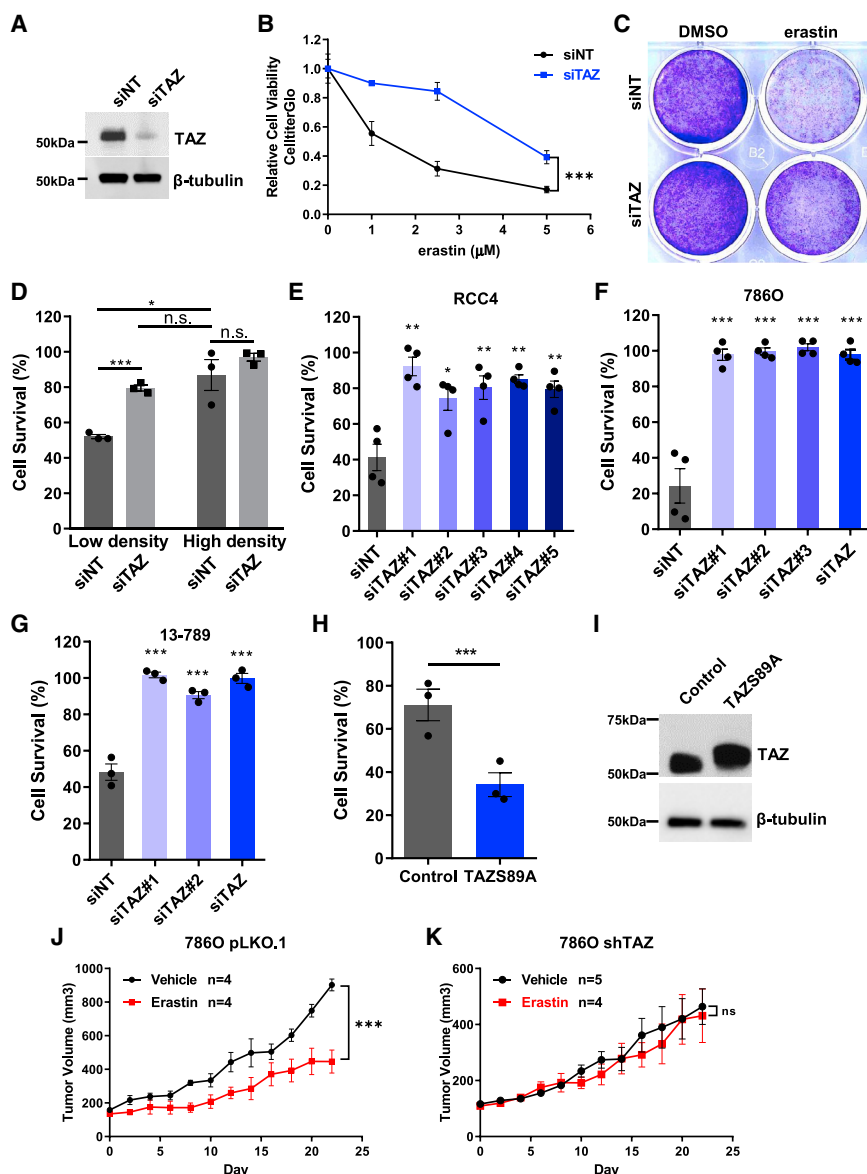 A
siNT
siTAZ
50kDa
TAZ
50kDa
β-tubulin
B
Relative Cell Viability
CelltiterGlo
1.2
1.0
0.8
0.6
0.4
0.2
0.0
0 1 2 3 4 5 6
erastin (μM)
siNT
siTAZ
***
C
DMSO
erastin
siNT
siTAZ
B2
D
Cell Survival (%)
100
80
60
40
20
0
*
n.s.
***
n.s.
Low density
High density
siNT
siTAZ
siNT
siTAZ
E
RCC4
Cell Survival (%)
120
100
80
60
40
20
0
**
*
**
**
**
siNT
siTAZ#1
siTAZ#2
siTAZ#3
siTAZ#4
siTAZ#5
F
786O
Cell Survival (%)
120
100
80
60
40
20
0
***
***
***
***
siNT
siTAZ#1
siTAZ#2
siTAZ#3
siTAZ
G
13-789
Cell Survival (%)
120
100
80
60
40
20
0
***
***
***
siNT
siTAZ#1
siTAZ#2
siTAZ
H
Cell Survival (%)
100
80
60
40
20
0
***
Control TAZS89A
I
Control
TAZS89A
75kDa
TAZ
50kDa
50kDa
β-tubulin
J
786O pLKO.1
Tumor Volume (mm3)
1000
800
600
400
200
0
Vehicle n=4
Erastin n=4
***
0 5 10 15 20 25
Day
K
786O shTAZ
Tumor Volume (mm3)
600
400
200
0
Vehicle n=5
Erastin n=4
ns
0 5 10 15 20 25
Day